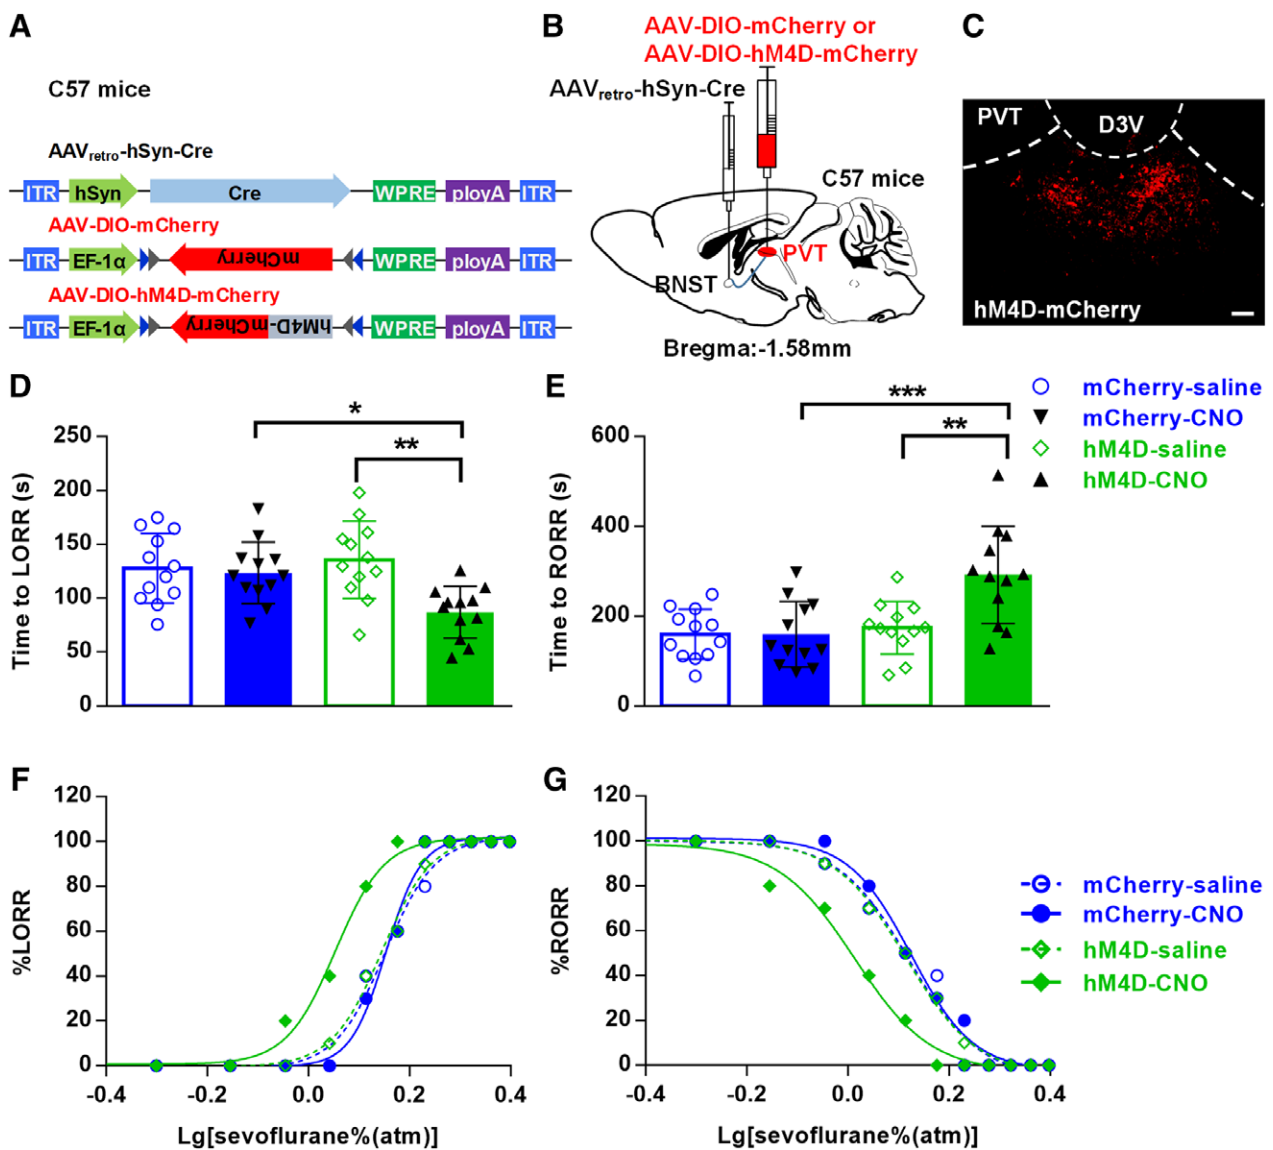 A
C57 mice
AAVretro-hSyn-Cre
ITR hSyn Cre WPRE ployA ITR
AAV-DIO-mCherry
ITR EF-1α mCherry WPRE ployA ITR
AAV-DIO-hM4D-mCherry
ITR EF-1α hM4D-mCherry WPRE ployA ITR
B
AAV-DIO-mCherry or
AAV-DIO-hM4D-mCherry
AAVretro-hSyn-Cre
C57 mice
PVT
BNST
Bregma:-1.58mm
C
PVT
D3V
hM4D-mCherry
D
Time to LORR (s)
250
200
150
100
50
0
*
**
E
Time to RORR (s)
600
400
200
0
***
**
mCherry-saline
mCherry-CNO
hM4D-saline
hM4D-CNO
F
%LORR
120
100
80
60
40
20
0
-0.4 -0.2 0.0 0.2 0.4
Lg[sevoflurane%(atm)]
G
%RORR
120
100
80
60
40
20
0
-0.4 -0.2 0.0 0.2 0.4
Lg[sevoflurane%(atm)]
mCherry-saline
mCherry-CNO
hM4D-saline
hM4D-CNO